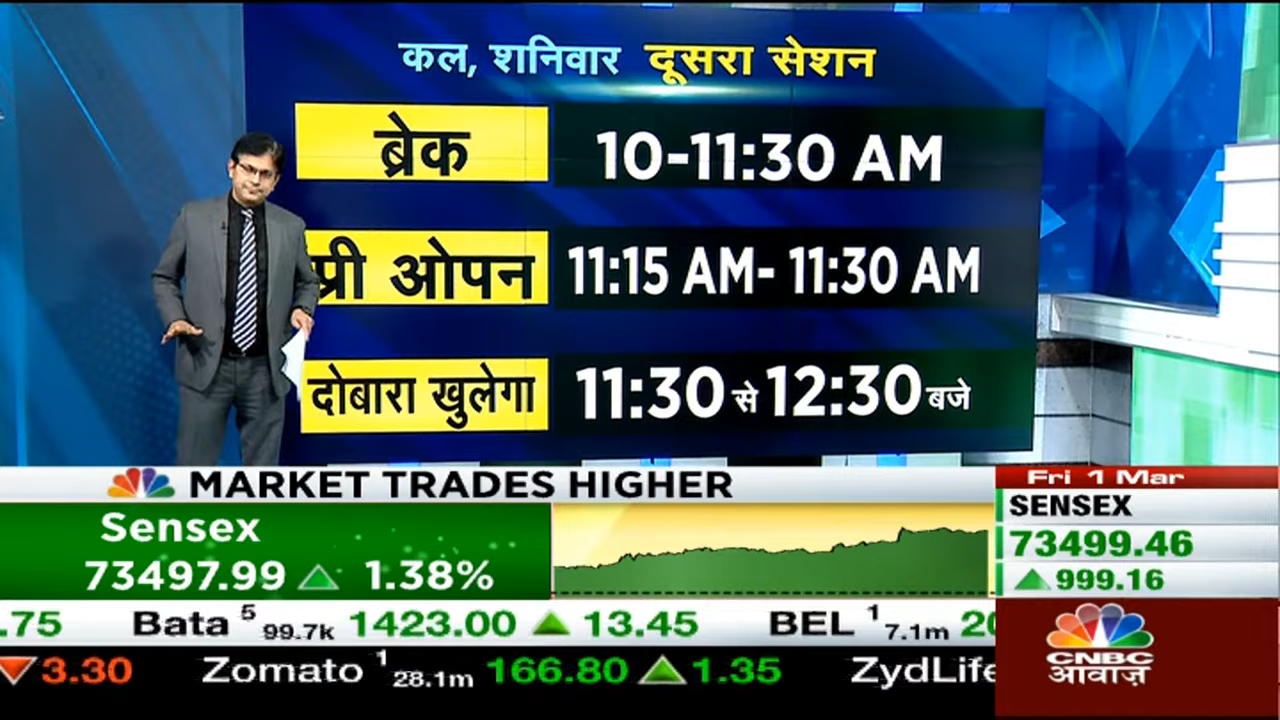 कल, शनिवार दूसरा सेशन
ब्रेक 10-11:30 AM
प्री ओपन 11:15 AM- 11:30 AM
दोबारा खुलेगा 11:30 से 12:30 बजे
MARKET TRADES HIGHER
Sensex
73497.99 ▲ 1.38%
Fri 1 Mar
SENSEX
73499.46
▲ 999.16
.75 Bata 5 99.7k 1423.00 ▲ 13.45 BEL 1 7.1m 20
▼ 3.30 Zomato 1 28.1m 166.80 ▲ 1.35 ZydLife
CNBC
आवाज़